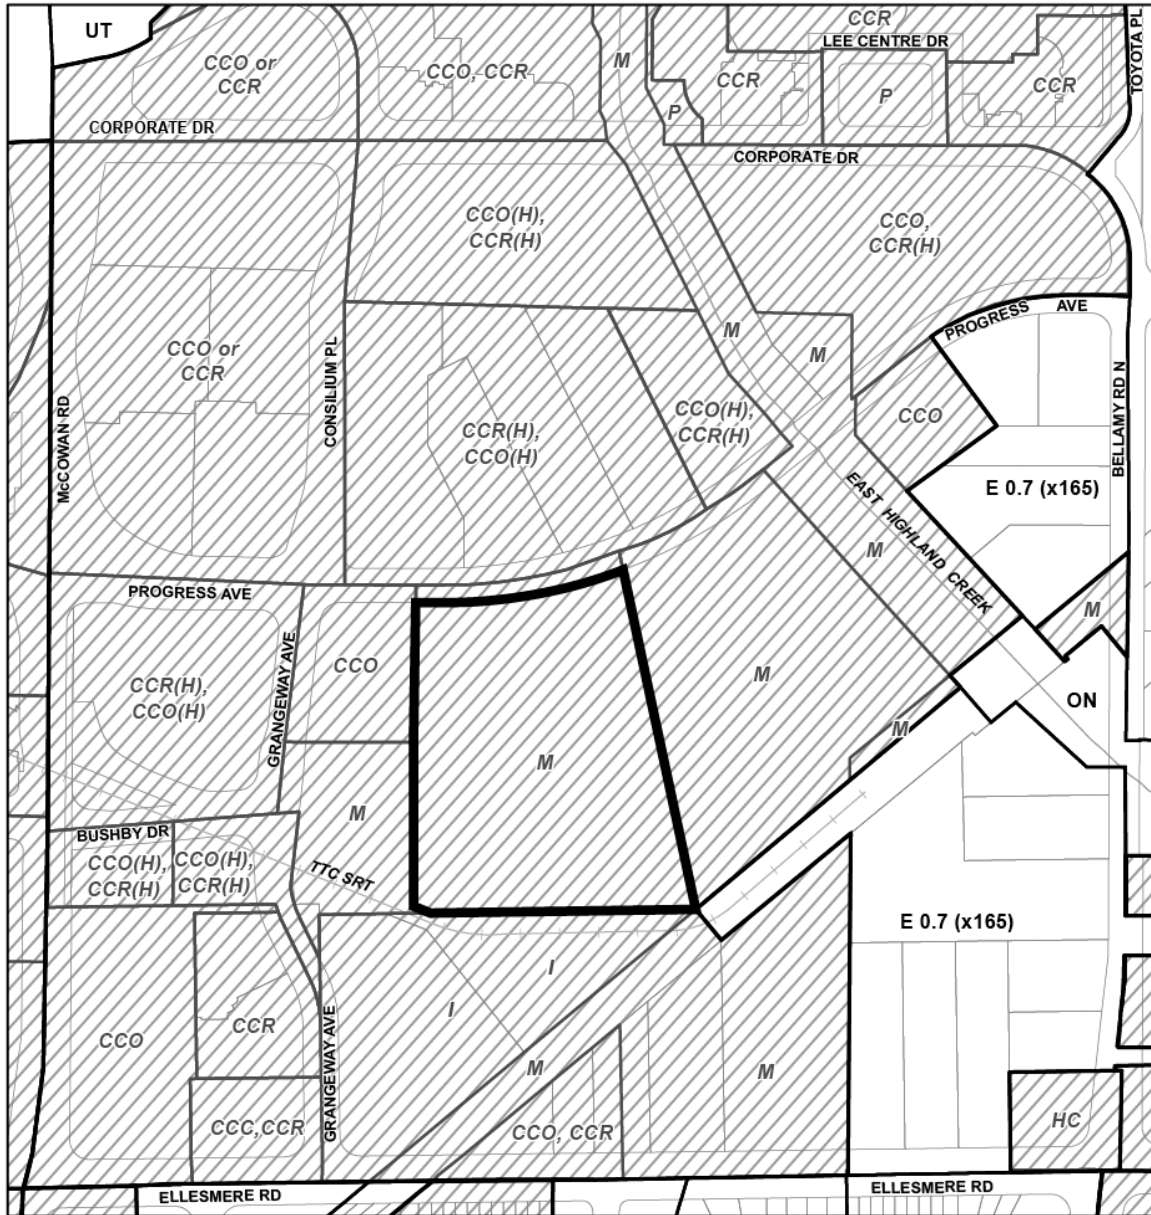 UT
CCR
LEE CENTRE DR
TOYOTA PL
CCO or
CCR
CCO, CCR
M
CCR
P
CCR
P
CORPORATE DR
CORPORATE DR
CCO(H),
CCR(H)
CCO,
CCR(H)
PROGRESS AVE
M
M
CCO or
CCR
CONSILIUM PL
McCOWAN RD
CCR(H),
CCO(H)
CCO(H),
CCR(H)
CCO
BELLAMY RD N
E 0.7 (x165)
EAST HIGHLAND CREEK
M
PROGRESS AVE
M
GRANGEWAY AVE
CCO
CCR(H),
CCO(H)
M
ON
M
M
M
BUSHBY DR
CCO(H),
CCR(H)
CCO(H),
CCR(H)
TTC SRT
E 0.7 (x165)
I
I
CCO
CCR
GRANGEWAY AVE
M
M
CCC,CCR
CCO, CCR
HC
ELLESMERE RD
ELLESMERE RD